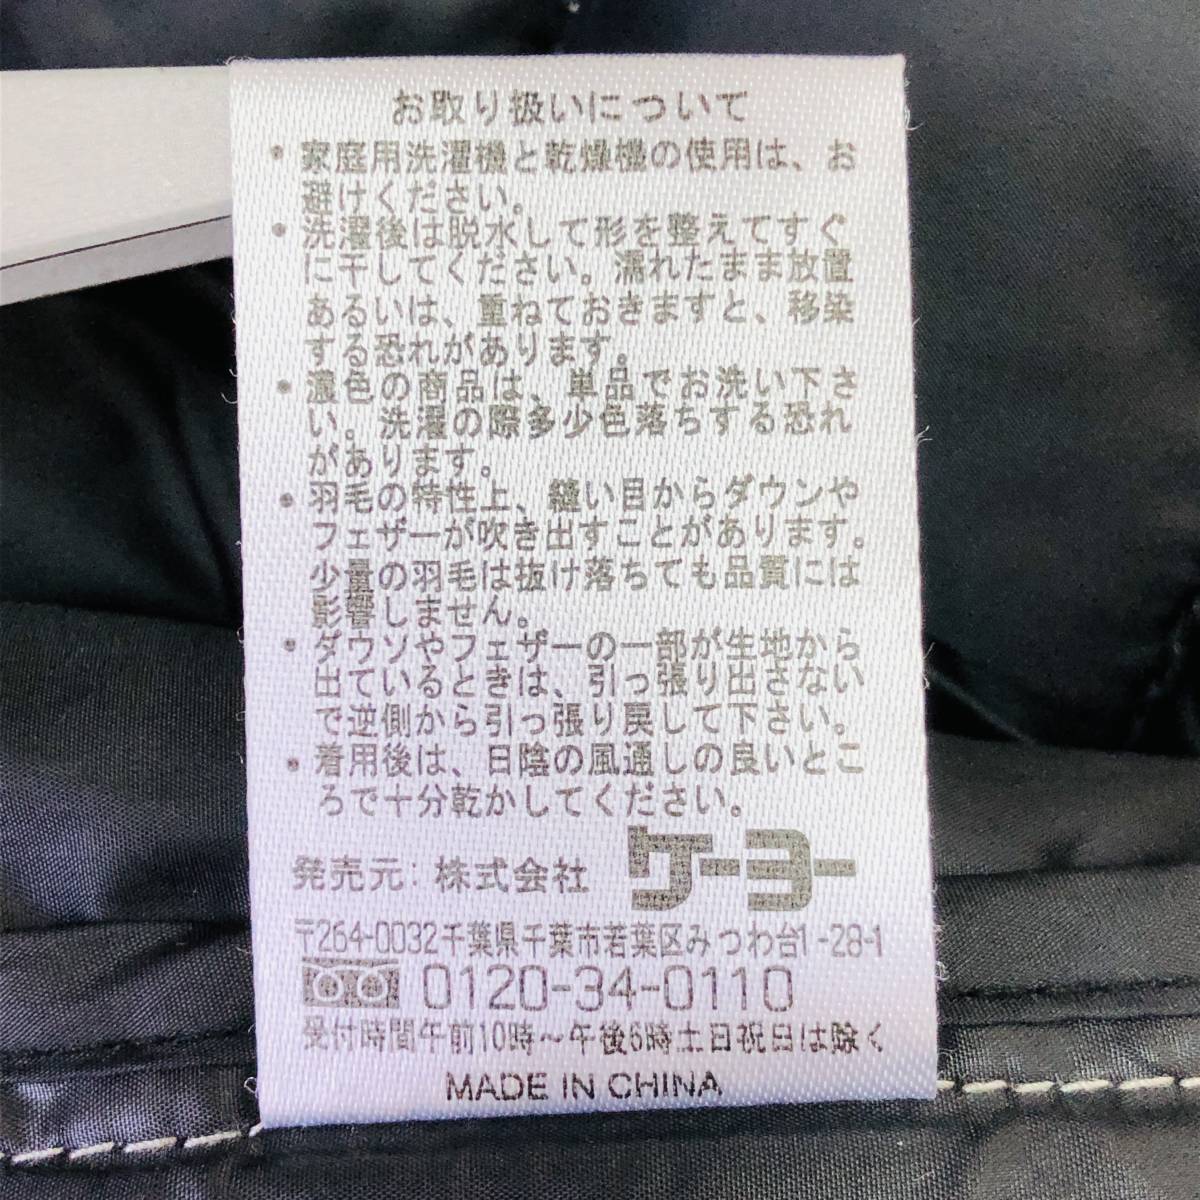 お取り扱いについて
・家庭用洗濯機と乾燥機の使用は、お
避けください。
・洗濯後は脱水して形を整えてすぐ
に干してください。濡れたまま放置
あるいは、重ねておきますと、移染
する恐れがあります。
・濃色の商品は、単品でお洗い下さ
い。洗濯の際多少色落ちする恐れ
があります。
・羽毛の特性上、縫い目からダウンや
フェザーが吹き出すことがあります。
少量の羽毛は抜け落ちても品質には
影響しません。
・ダウソやフェザーの一部が生地から
出ているときは、引っ張り出さない
で逆側から引っ張り戻して下さい。
・着用後は、日陰の風通しの良いとこ
ろで十分乾かしてください。
発売元: 株式会社 ケーヨー
〒264-0032千葉県千葉市若葉区みつわ台1-28-1
0120-34-0110
受付時間午前10時〜午後6時土日祝日は除く
MADE IN CHINA